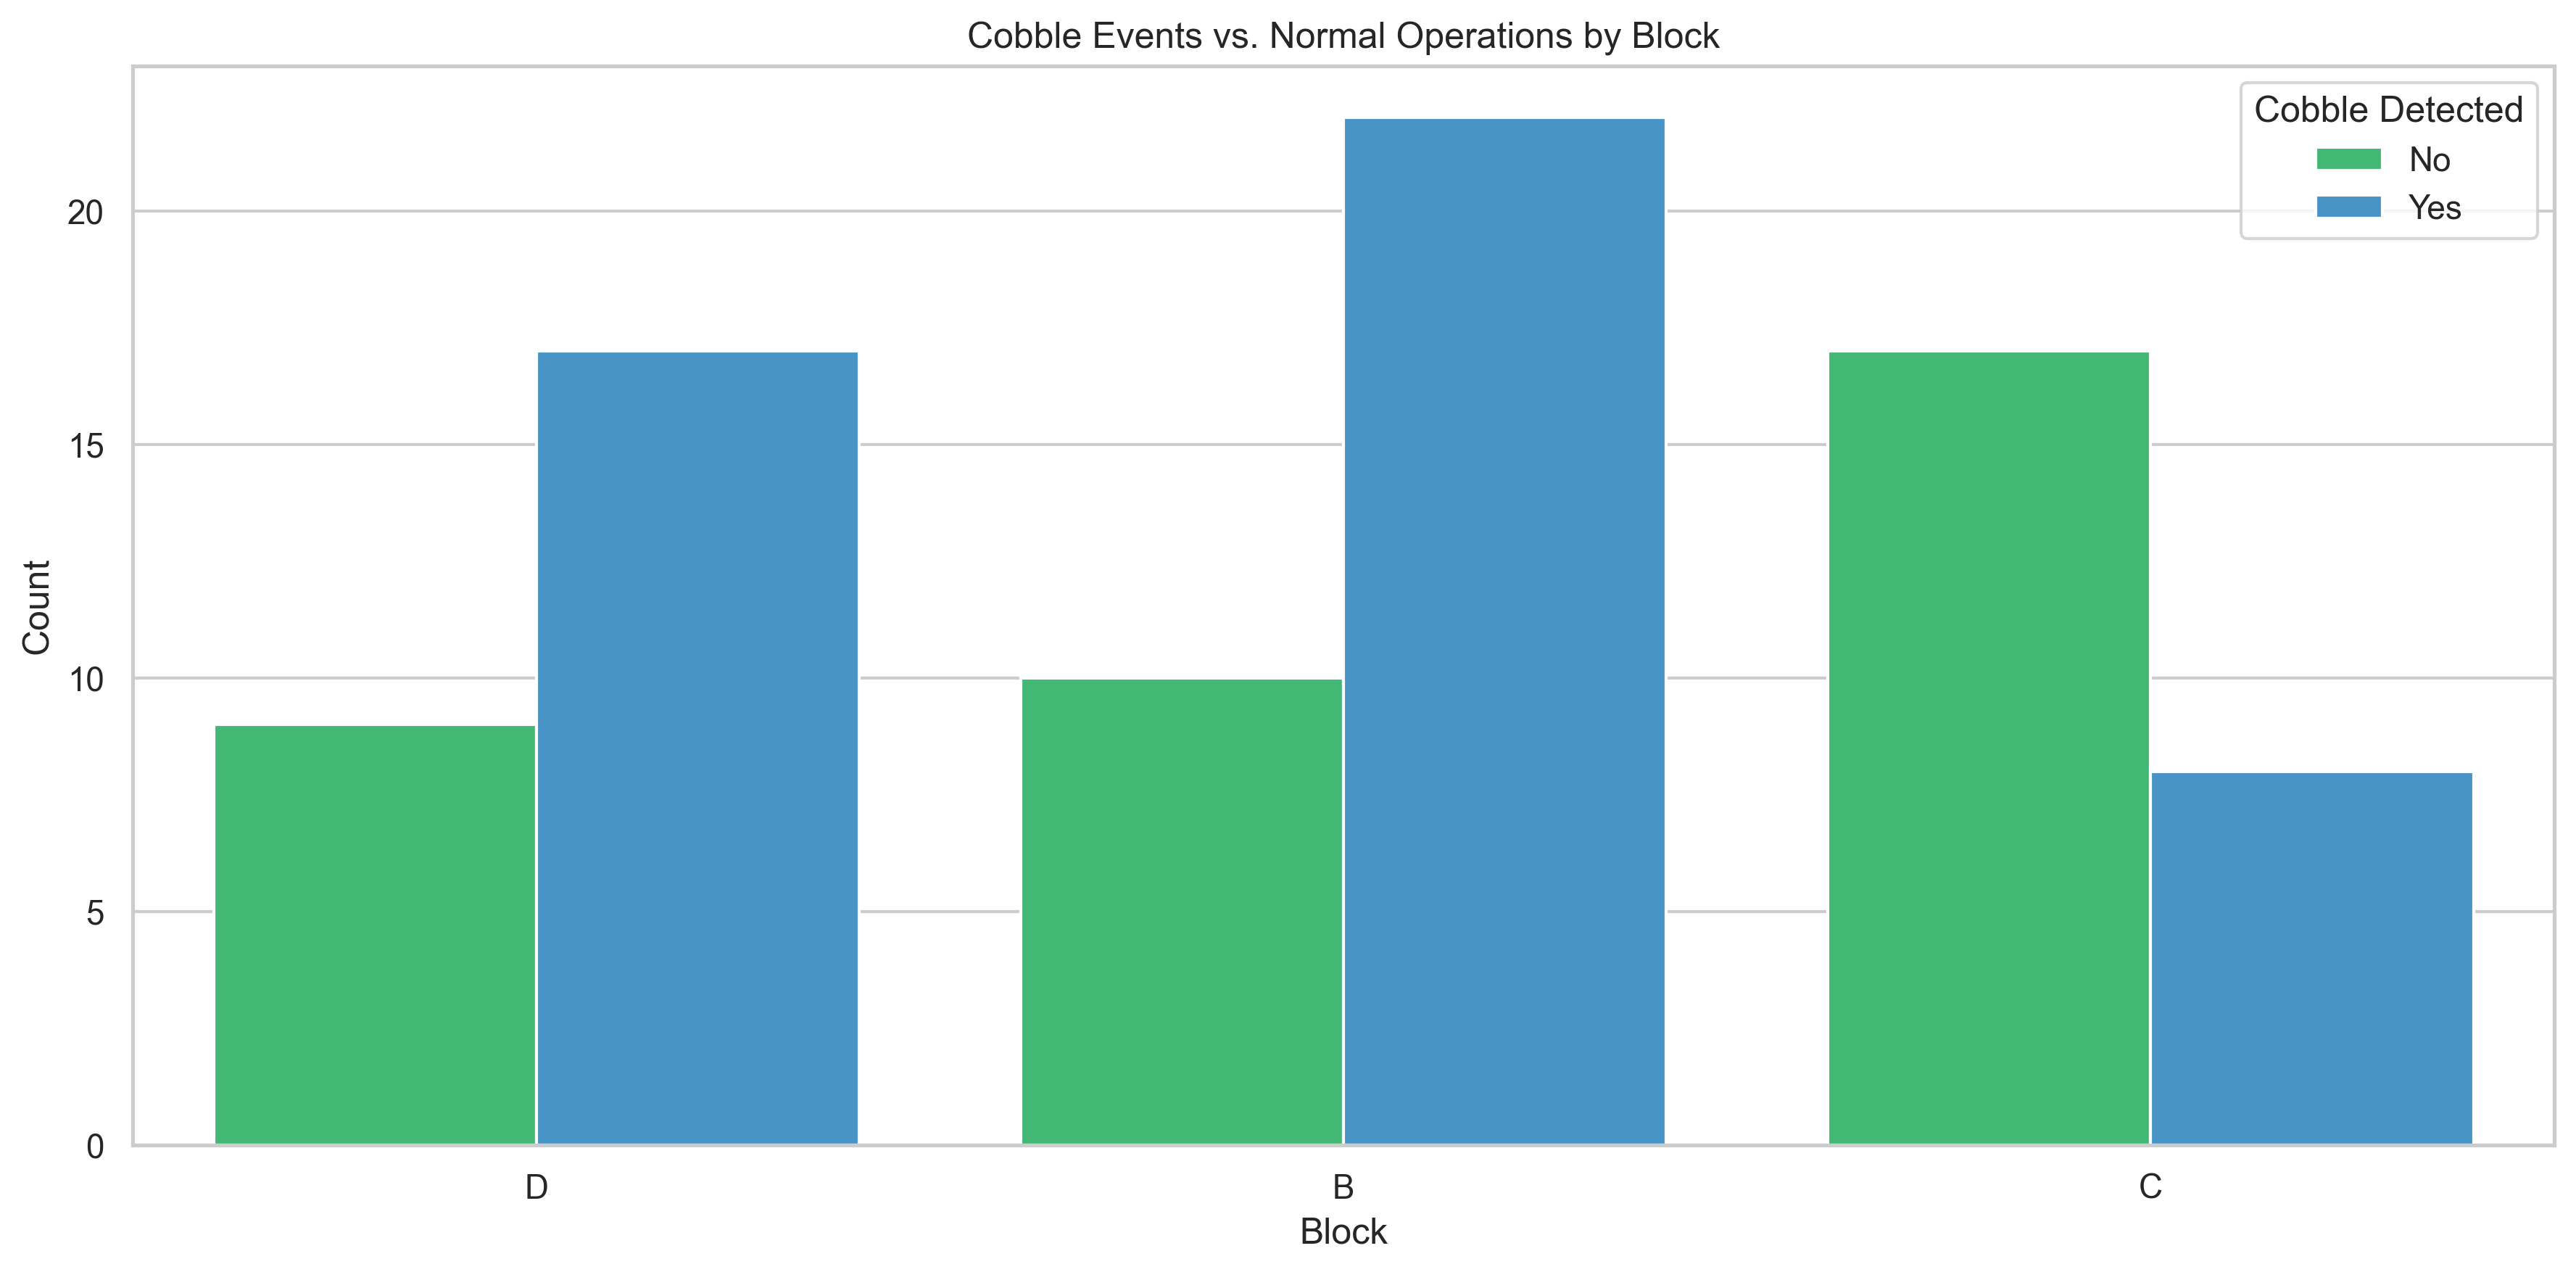 Cobble Events vs. Normal Operations by Block
Cobble Detected
No
Yes
20
15
10
5
0
Count
D
B
C
Block